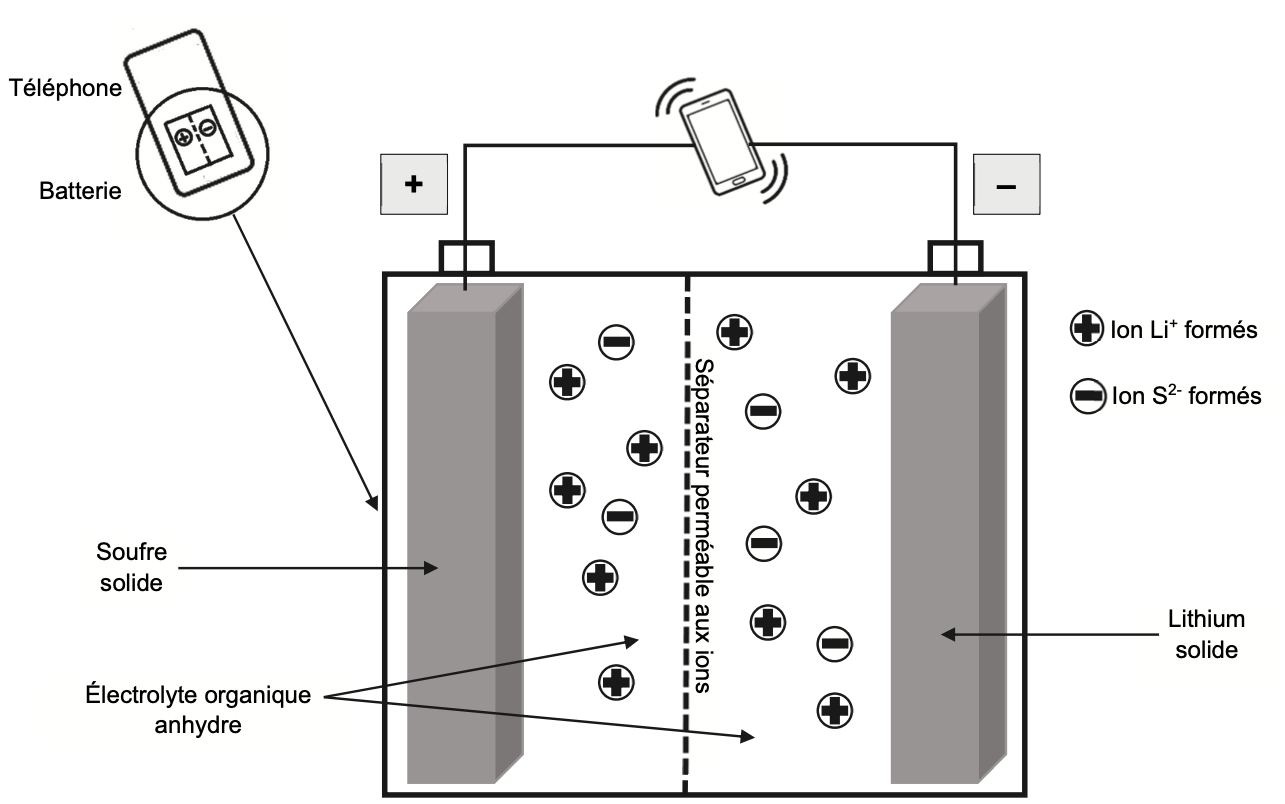 Téléphone
Batterie
+
–
Ion Li⁺ formés
Ion S²⁻ formés
Séparateur perméable aux ions
Soufre
solide
Lithium
solide
Électrolyte organique
anhydre